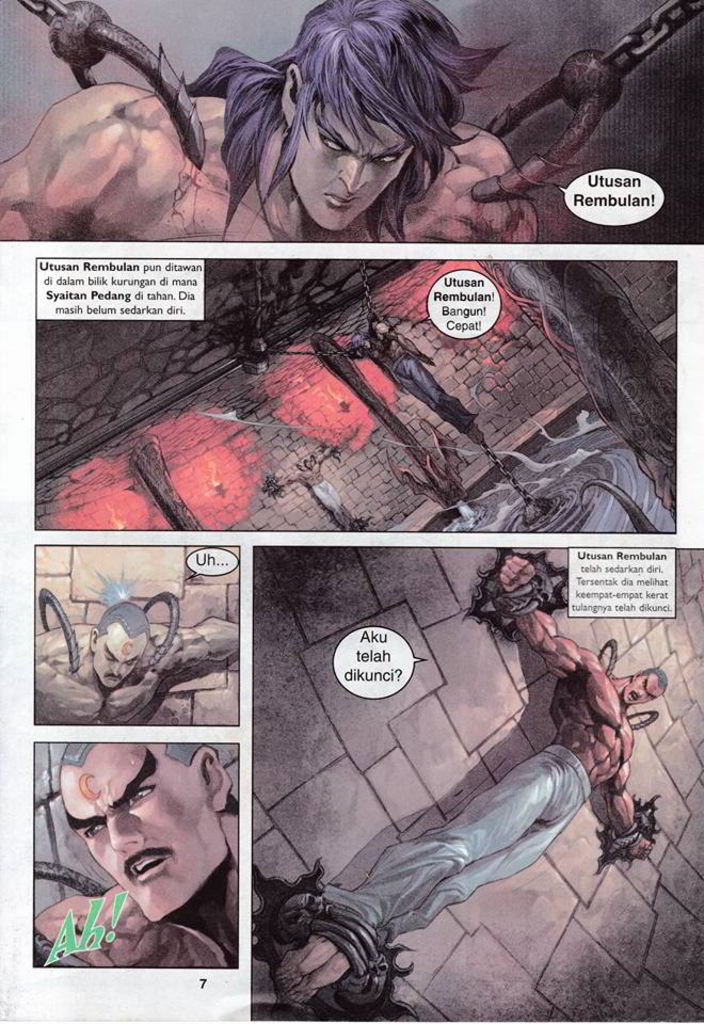 Utusan
Rembulan!
Utusan Rembulan pun ditawan
di dalam bilik kurungan di mana
Syaitan Pedang di tahan. Dia
masih belum sedarkan diri.
Utusan
Rembulan!
Bangun!
Cepat!
Uh...
Utusan Rembulan
telah sedarkan diri.
Tersentak dia melihat
keempat-empat kerat
tulangnya telah dikunci.
Aku
telah
dikunci?
Ah!
7